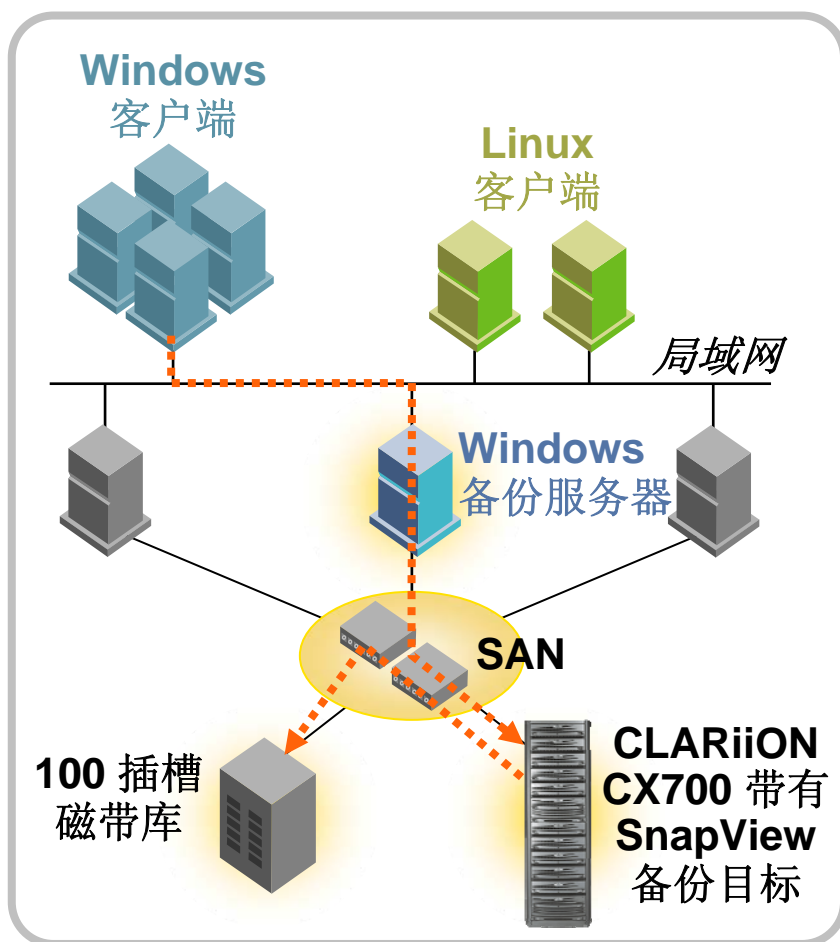 Windows
客户端
Linux
客户端
局域网
Windows
备份服务器
SAN
100 插槽
磁带库
CLARiiON
CX700 带有
SnapView
备份目标